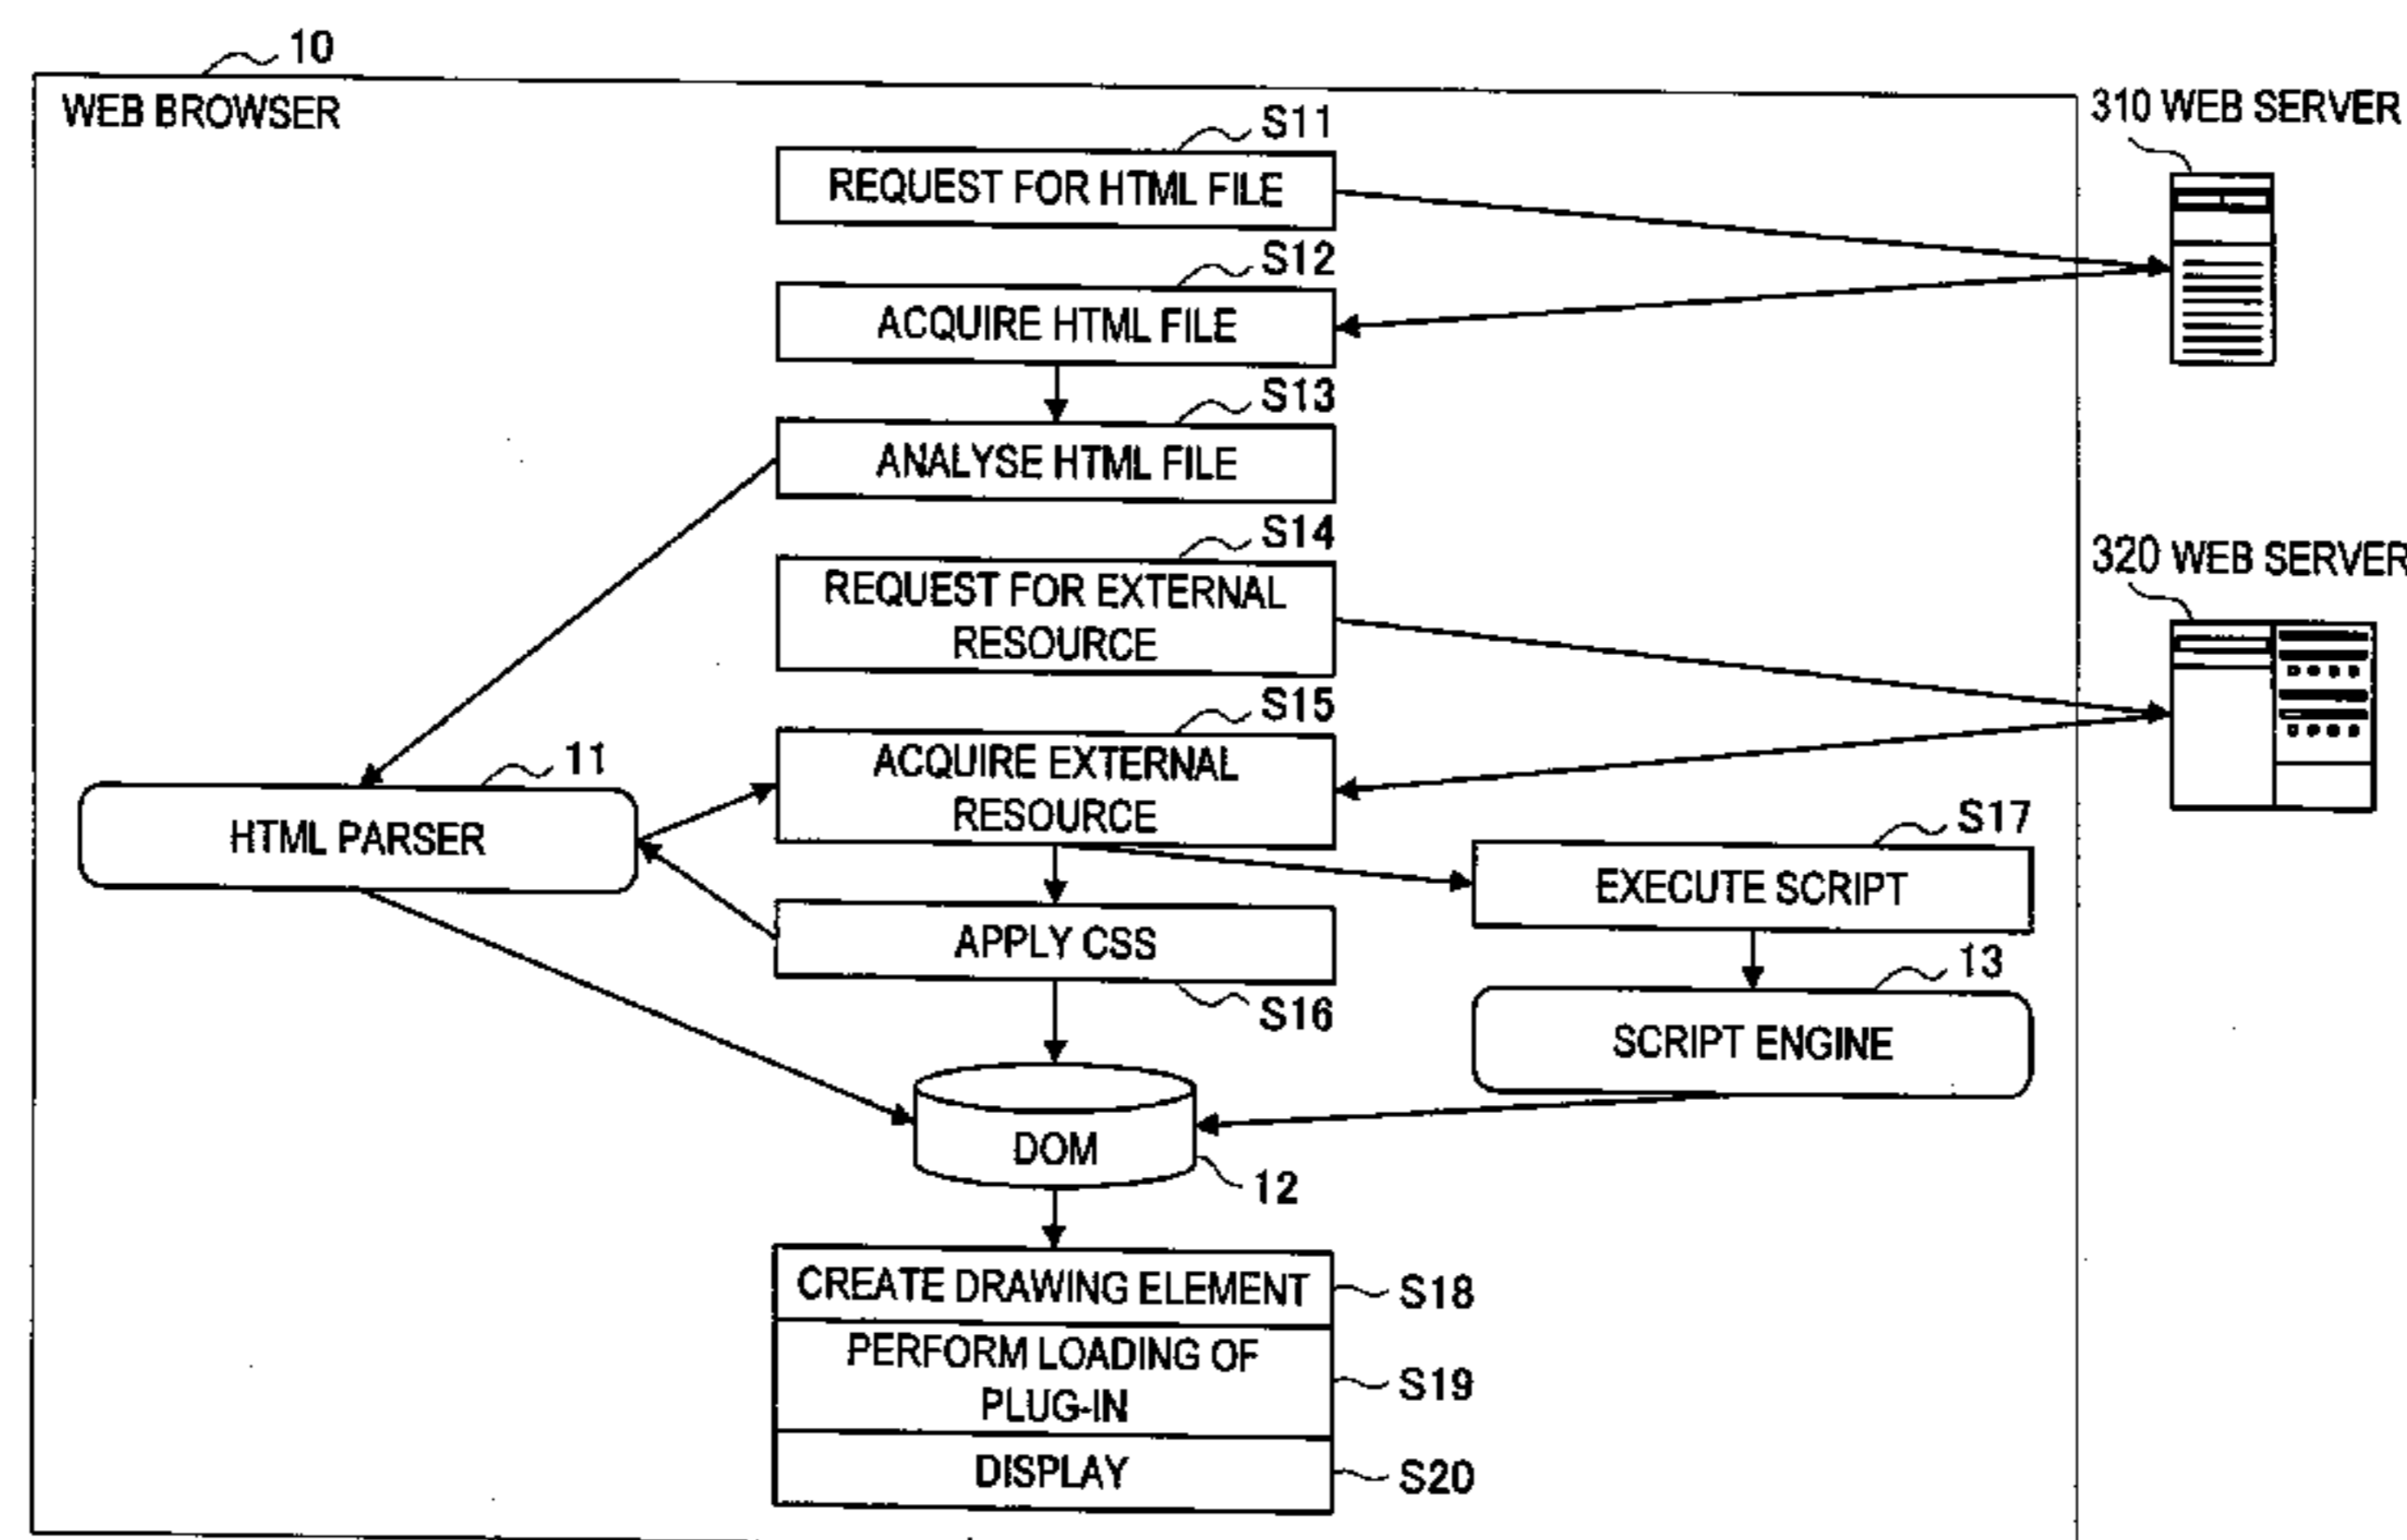 10
WEB BROWSER
310 WEB SERVER
S11
REQUEST FOR HTML FILE
S12
ACQUIRE HTML FILE
S13
ANALYSE HTML FILE
S14
REQUEST FOR EXTERNAL
RESOURCE
320 WEB SERVER
S15
ACQUIRE EXTERNAL
RESOURCE
11
HTML PARSER
S17
EXECUTE SCRIPT
APPLY CSS
S16
13
SCRIPT ENGINE
DOM
12
CREATE DRAWING ELEMENT
S18
PERFORM LOADING OF
PLUG-IN
S19
DISPLAY
S20